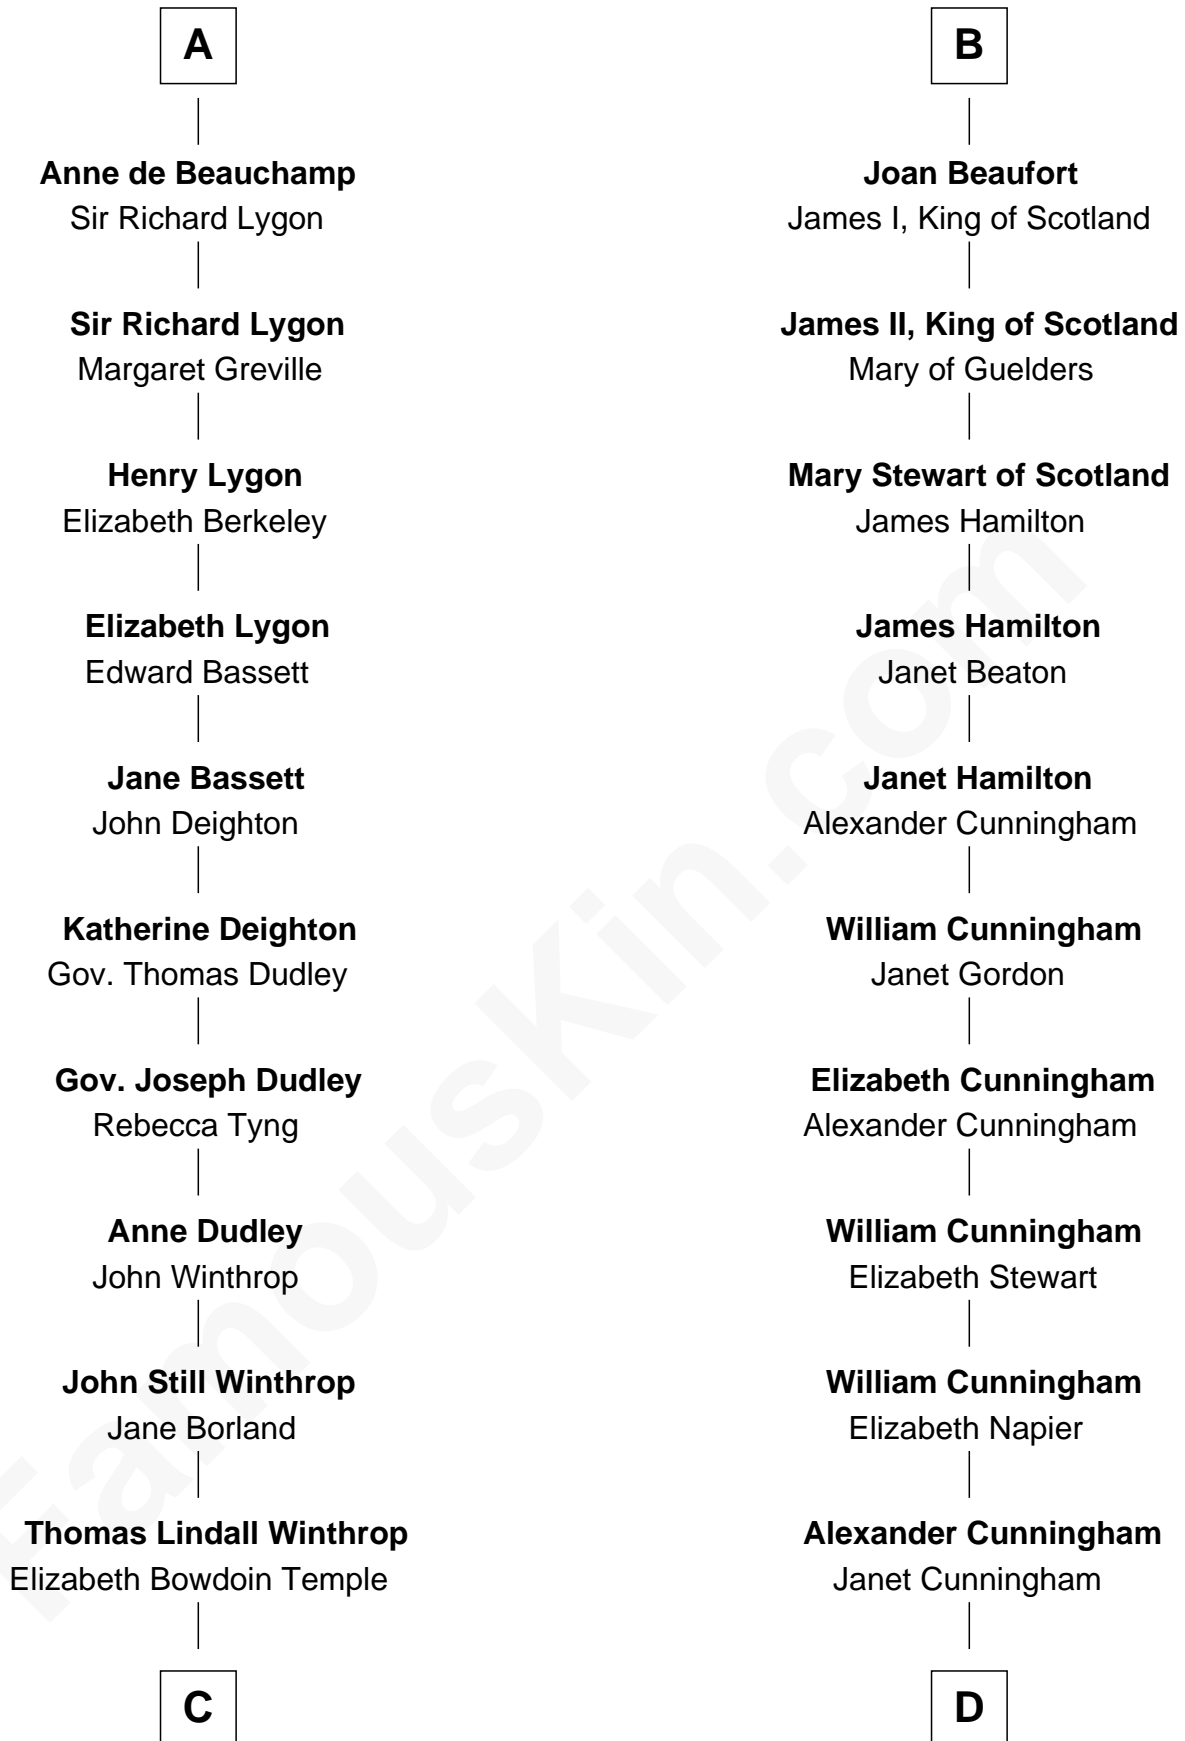 A
Anne de Beauchamp
Sir Richard Lygon
Sir Richard Lygon
Margaret Greville
Henry Lygon
Elizabeth Berkeley
Elizabeth Lygon
Edward Bassett
Jane Bassett
John Deighton
Katherine Deighton
Gov. Thomas Dudley
Gov. Joseph Dudley
Rebecca Tyng
Anne Dudley
John Winthrop
John Still Winthrop
Jane Borland
Thomas Lindall Winthrop
Elizabeth Bowdoin Temple
C
B
Joan Beaufort
James I, King of Scotland
James II, King of Scotland
Mary of Guelders
Mary Stewart of Scotland
James Hamilton
James Hamilton
Janet Beaton
Janet Hamilton
Alexander Cunningham
William Cunningham
Janet Gordon
Elizabeth Cunningham
Alexander Cunningham
William Cunningham
Elizabeth Stewart
William Cunningham
Elizabeth Napier
Alexander Cunningham
Janet Cunningham
D
FamousKin.com